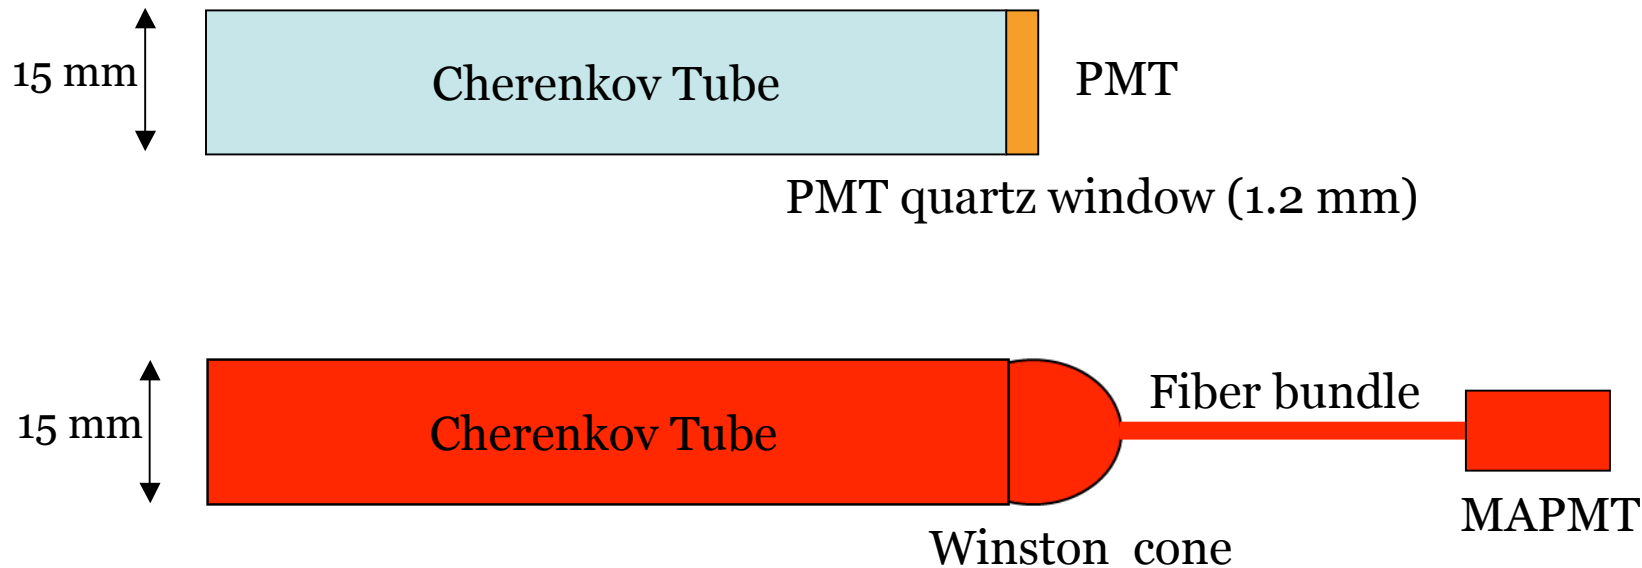 15 mm
Cherenkov Tube
PMT
PMT quartz window (1.2 mm)
15 mm
Cherenkov Tube
Fiber bundle
MAPMT
Winston cone